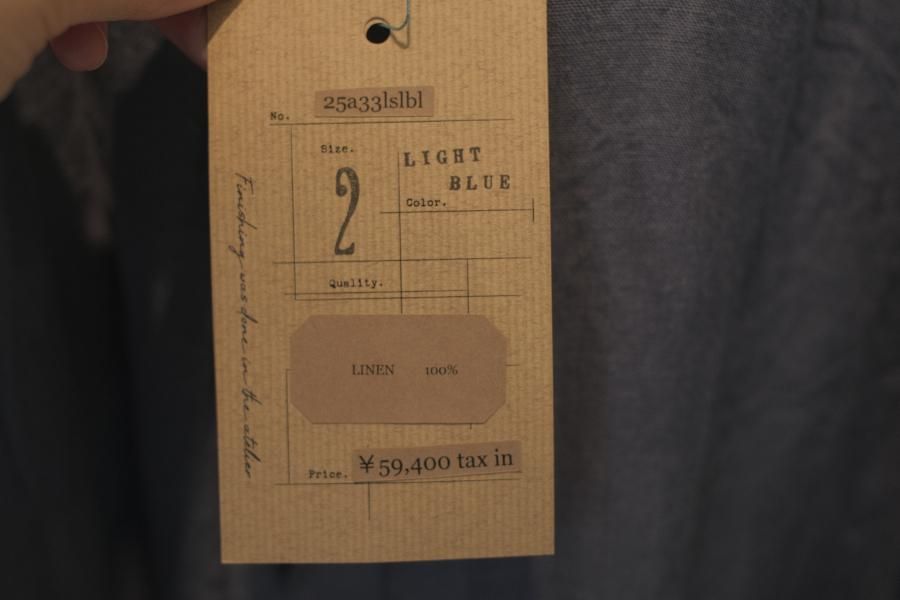 No. 25a33lslbl
Size.
2
LIGHT
BLUE
Color.
Quality.
LINEN 100%
Price. ¥59,400 tax in
Finishing was done in the atelier